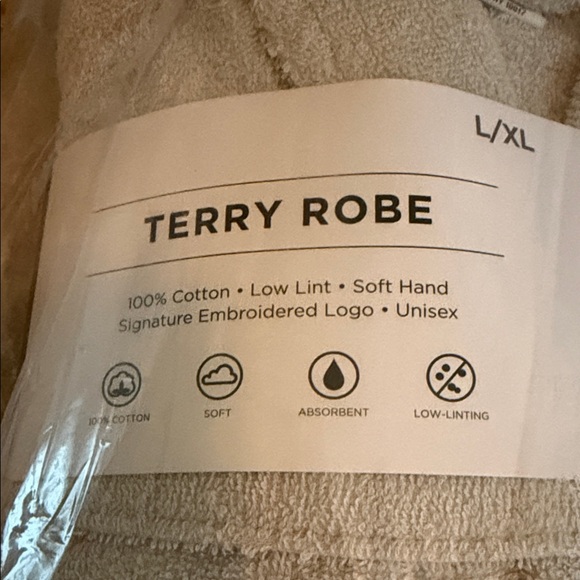 L/XL
TERRY ROBE
100% Cotton • Low Lint • Soft Hand
Signature Embroidered Logo • Unisex
100% COTTON
SOFT
ABSORBENT
LOW-LINTING